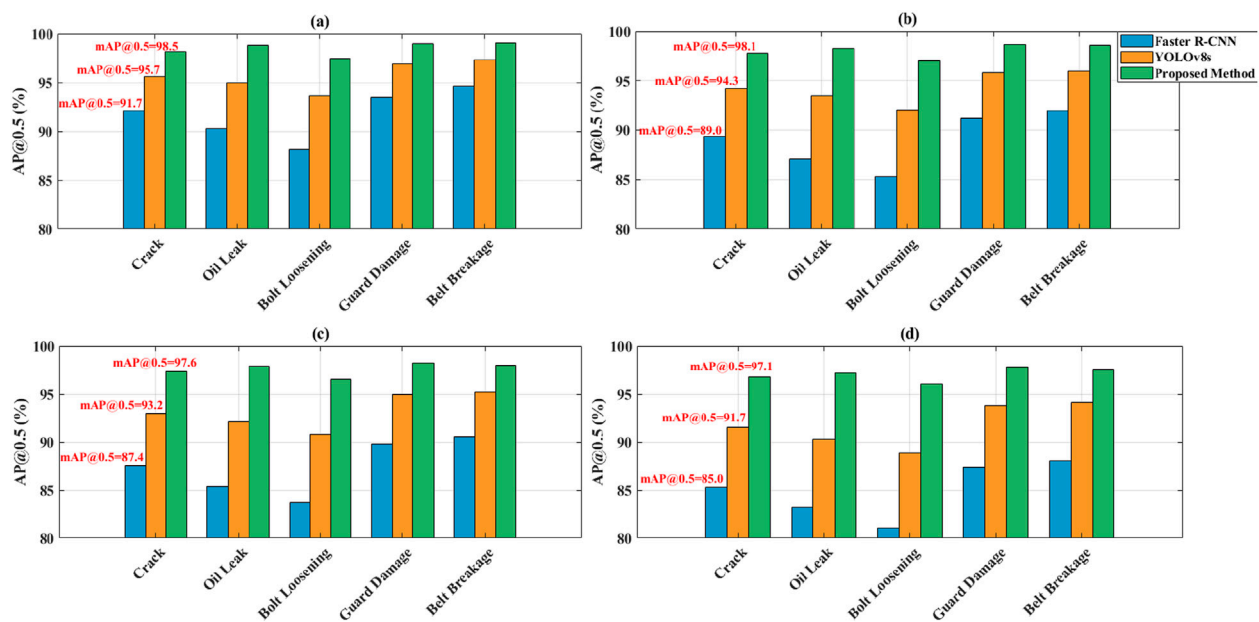 (a)
100
95
90
85
80
AP@0.5 (%)
mAP@0.5=98.5
mAP@0.5=95.7
mAP@0.5=91.7
Crack
Oil Leak
Bolt Loosening
Guard Damage
Belt Breakage
(b)
100
95
90
85
80
AP@0.5 (%)
mAP@0.5=98.1
mAP@0.5=94.3
mAP@0.5=89.0
Faster R-CNN
YOLOv8s
Proposed Method
Crack
Oil Leak
Bolt Loosening
Guard Damage
Belt Breakage
(c)
100
95
90
85
80
AP@0.5 (%)
mAP@0.5=97.6
mAP@0.5=93.2
mAP@0.5=87.4
Crack
Oil Leak
Bolt Loosening
Guard Damage
Belt Breakage
(d)
100
95
90
85
80
AP@0.5 (%)
mAP@0.5=97.1
mAP@0.5=91.7
mAP@0.5=85.0
Crack
Oil Leak
Bolt Loosening
Guard Damage
Belt Breakage